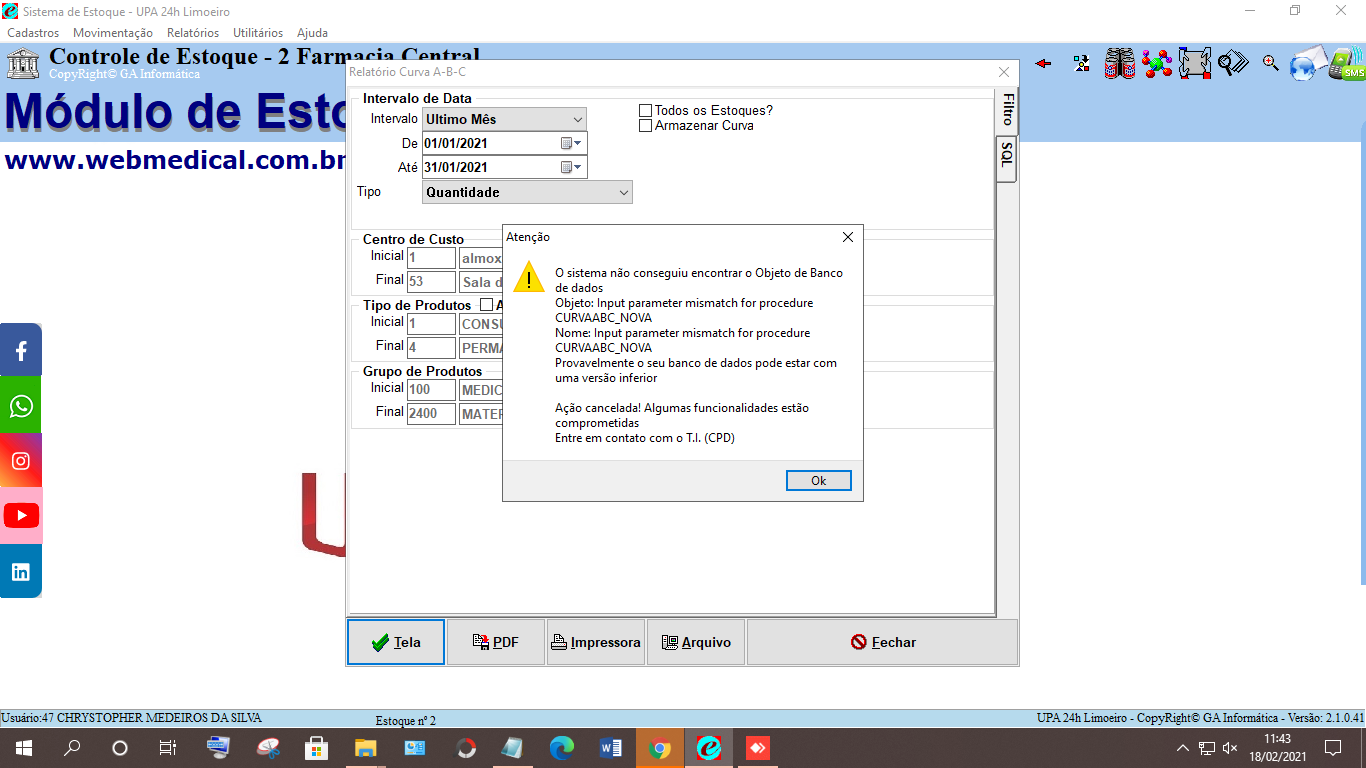 Sistema de Estoque - UPA 24h Limoeiro
Cadastros Movimentação Relatórios Utilitários Ajuda
Controle de Estoque - 2 Farmacia Central
CopyRight© GA Informática
Módulo de Esto
www.webmedical.com.br
SMS
Relatório Curva A-B-C
Intervalo de Data
Intervalo Ultimo Mês
De 01/01/2021
Até 31/01/2021
Tipo Quantidade
Todos os Estoques?
Armazenar Curva
Filtro
SQL
Centro de Custo
Inicial 1 almox
Final 53 Sala d
Tipo de Produtos
Inicial 1 CONSU
Final 4 PERMA
Grupo de Produtos
Inicial 100 MEDIC
Final 2400 MATER
Atenção
O sistema não conseguiu encontrar o Objeto de Banco
de dados
Objeto: Input parameter mismatch for procedure
CURVAABC_NOVA
Nome: Input parameter mismatch for procedure
CURVAABC_NOVA
Provavelmente o seu banco de dados pode estar com
uma versão inferior
Ação cancelada! Algumas funcionalidades estão
comprometidas
Entre em contato com o T.I. (CPD)
Ok
Tela PDF Impressora Arquivo Fechar
Usuário:47 CHRYSTOPHER MEDEIROS DA SILVA
Estoque nº 2
UPA 24h Limoeiro - CopyRight© GA Informática - Versão: 2.1.0.41
11:43
18/02/2021